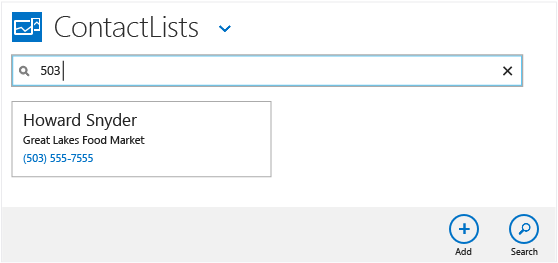 ContactLists
503
Howard Snyder
Great Lakes Food Market
(503) 555-7555
Add
Search